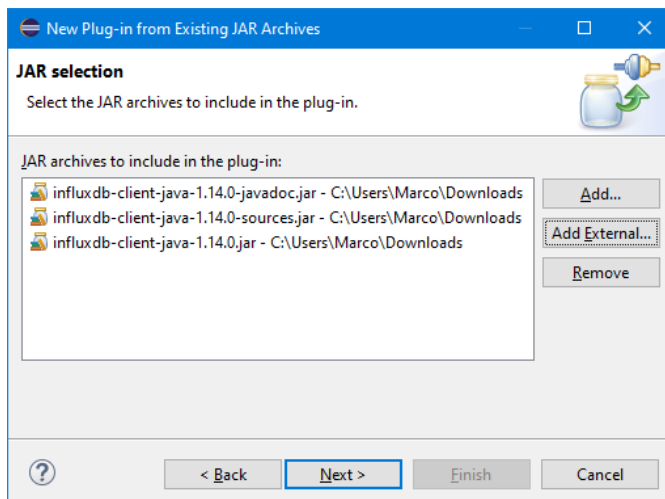 New Plug-in from Existing JAR Archives
JAR selection
Select the JAR archives to include in the plug-in.
JAR archives to include in the plug-in:
influxdb-client-java-1.14.0-javadoc.jar - C:\Users\Marco\Downloads
influxdb-client-java-1.14.0-sources.jar - C:\Users\Marco\Downloads
influxdb-client-java-1.14.0.jar - C:\Users\Marco\Downloads
Add...
Add External...
Remove
? < Back Next > Finish Cancel